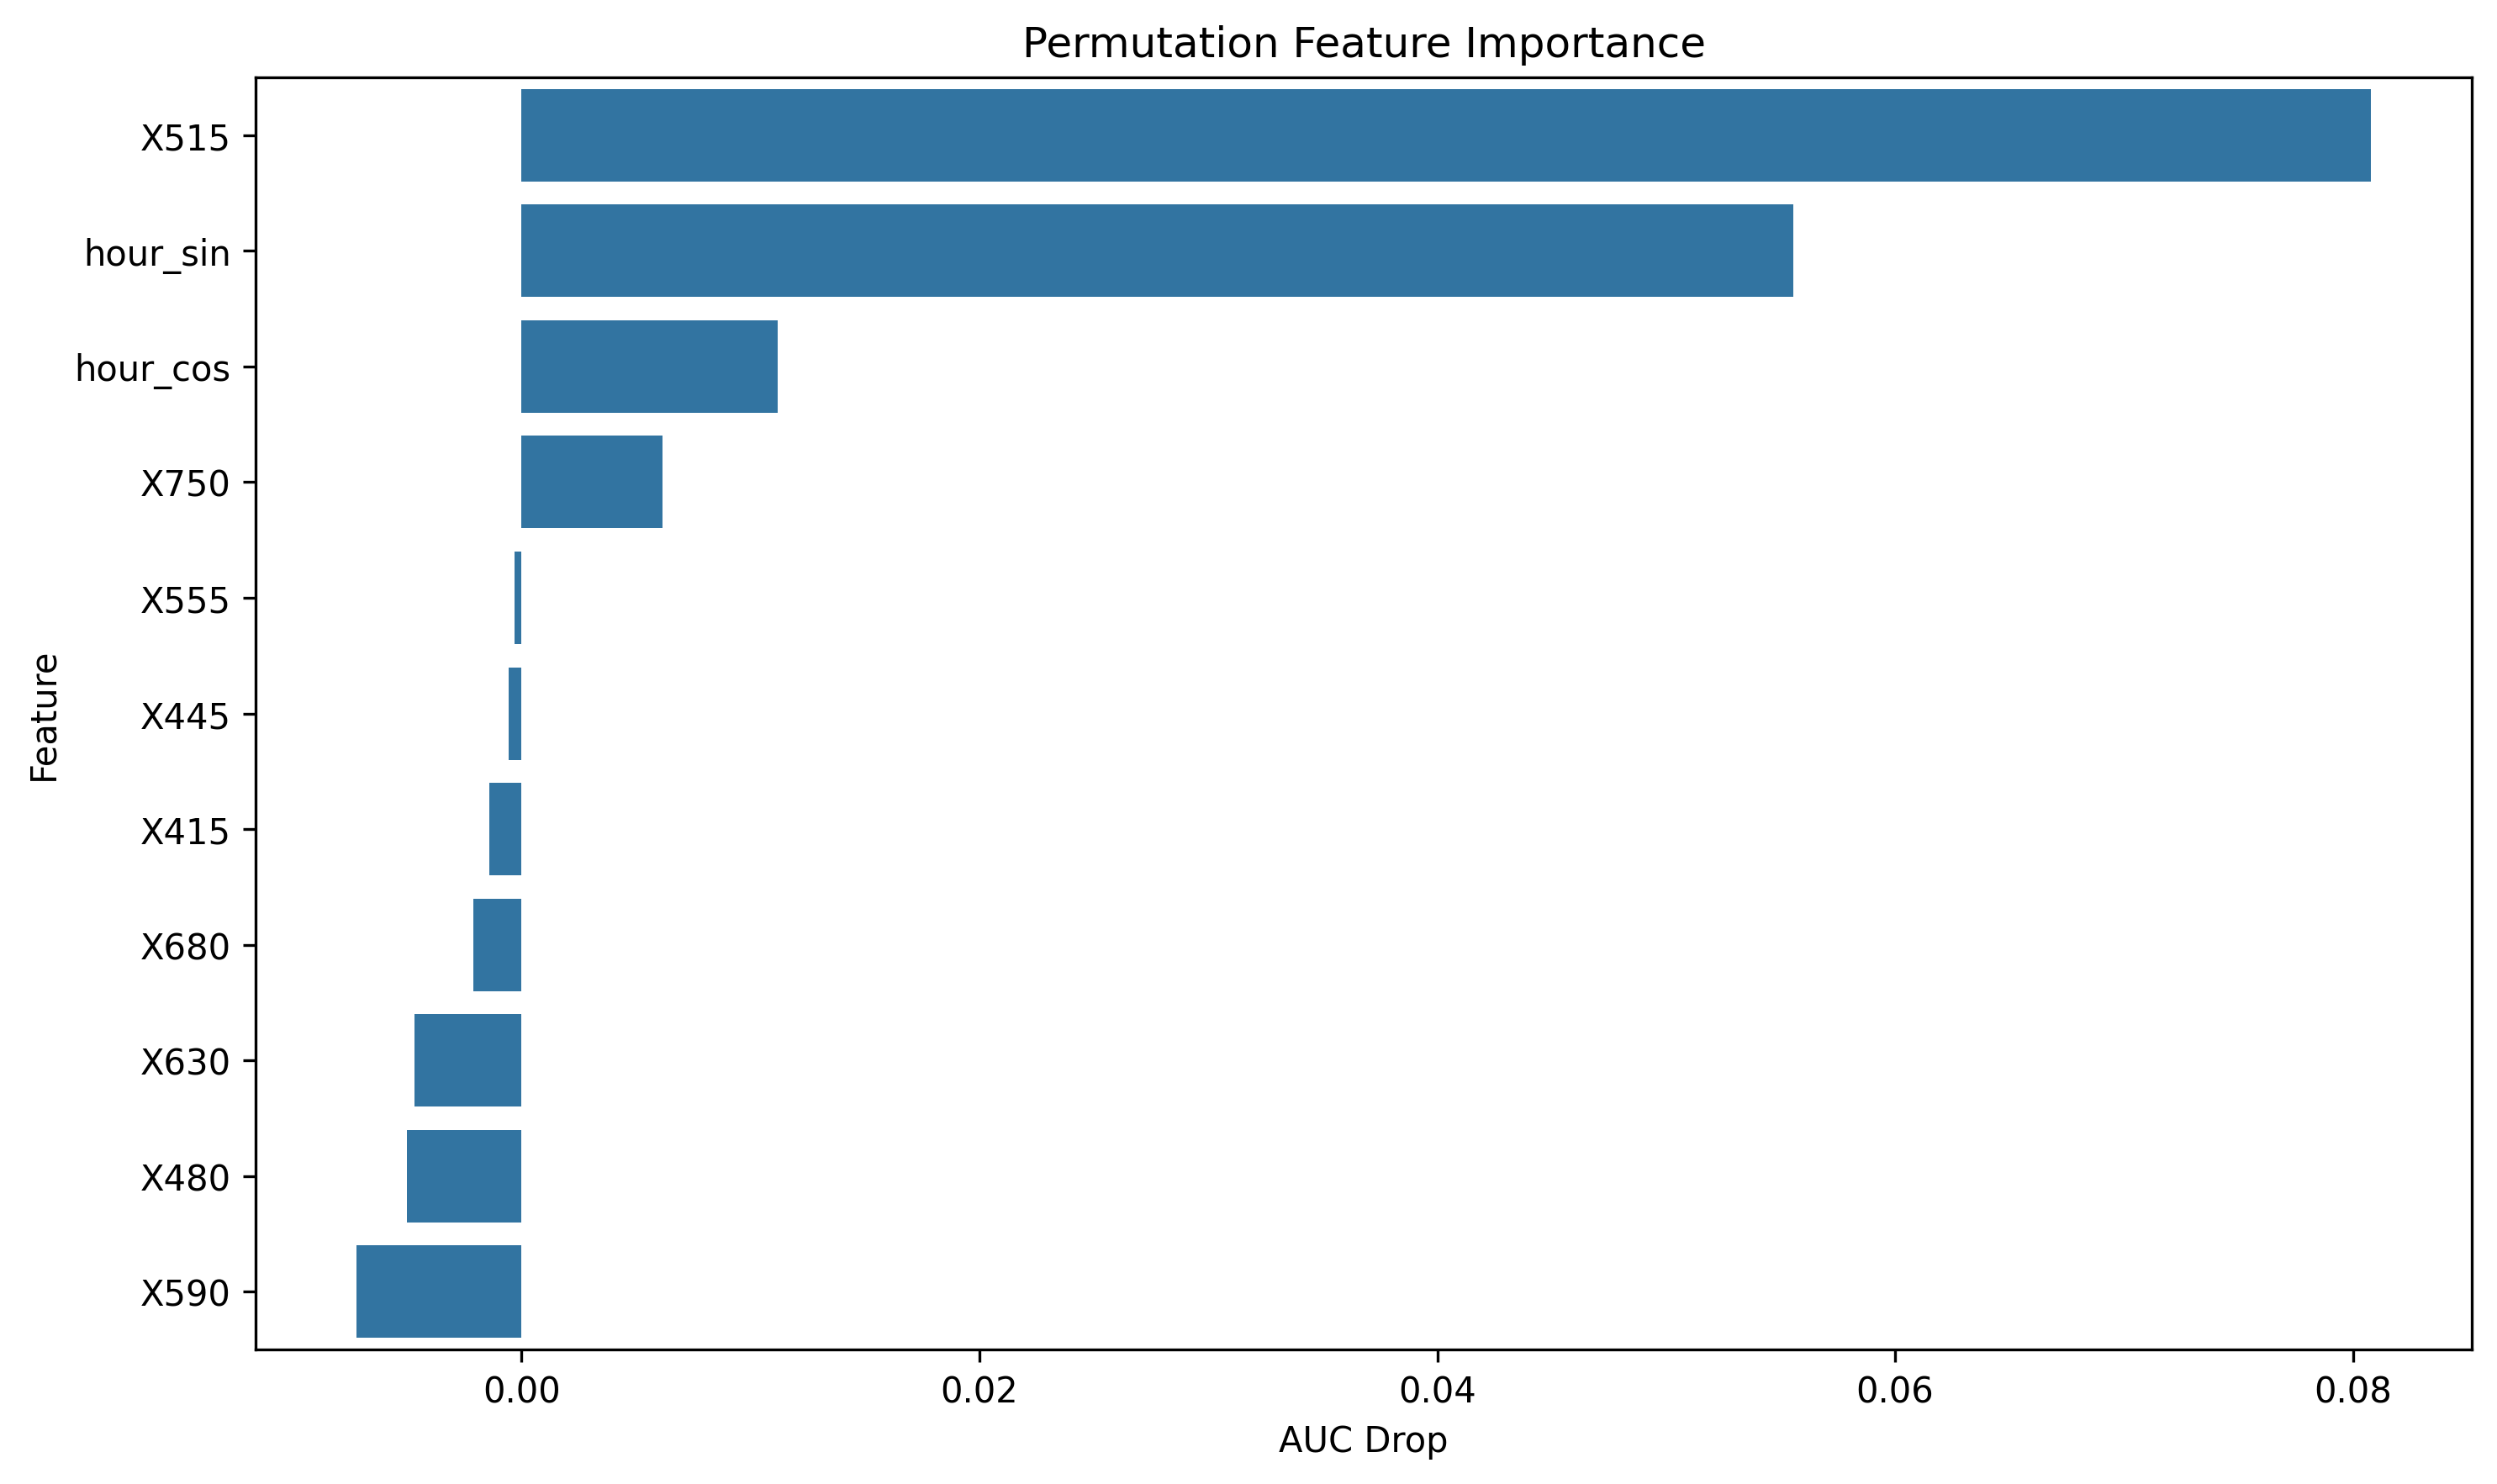 Permutation Feature Importance
X515
hour_sin
hour_cos
X750
X555
X445
X415
X680
X630
X480
X590
Feature
0.00 0.02 0.04 0.06 0.08
AUC Drop